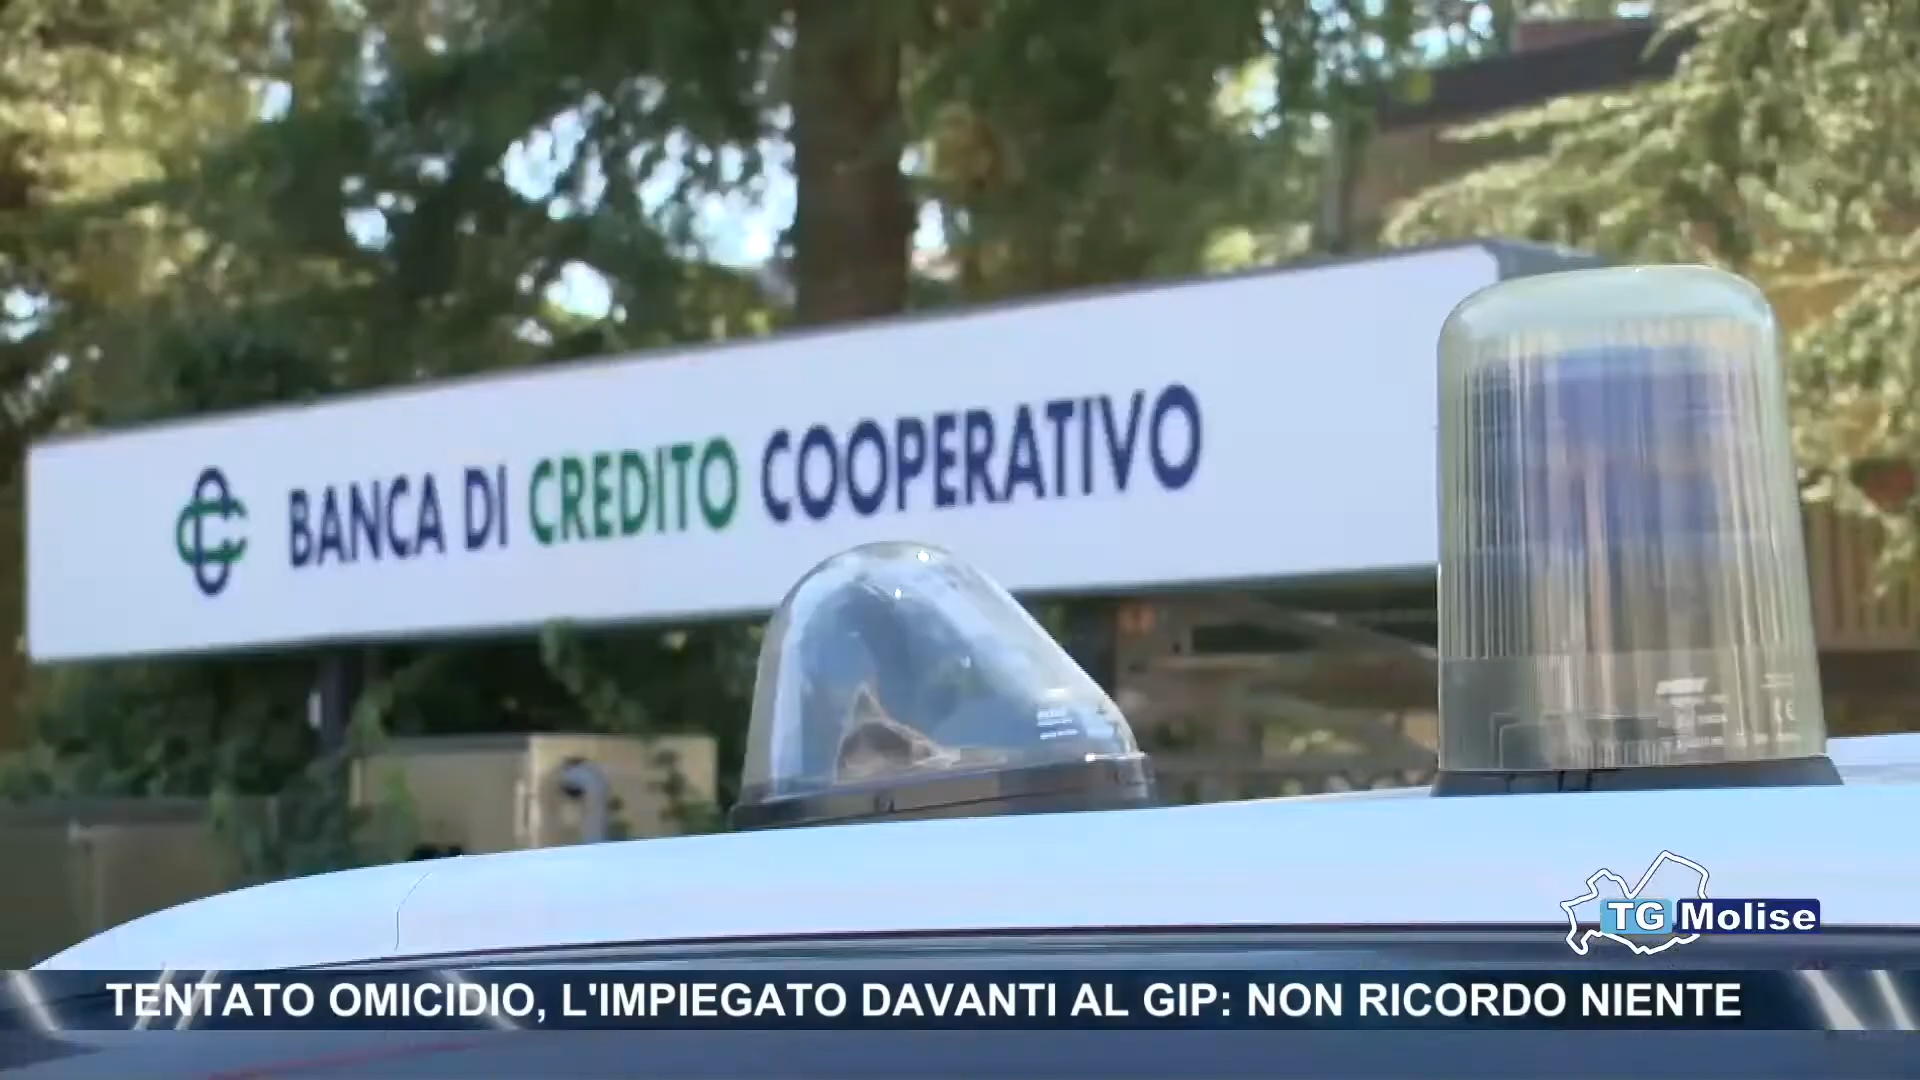 BANCA DI CREDITO COOPERATIVO
TG Molise
TENTATO OMICIDIO, L'IMPIEGATO DAVANTI AL GIP: NON RICORDO NIENTE